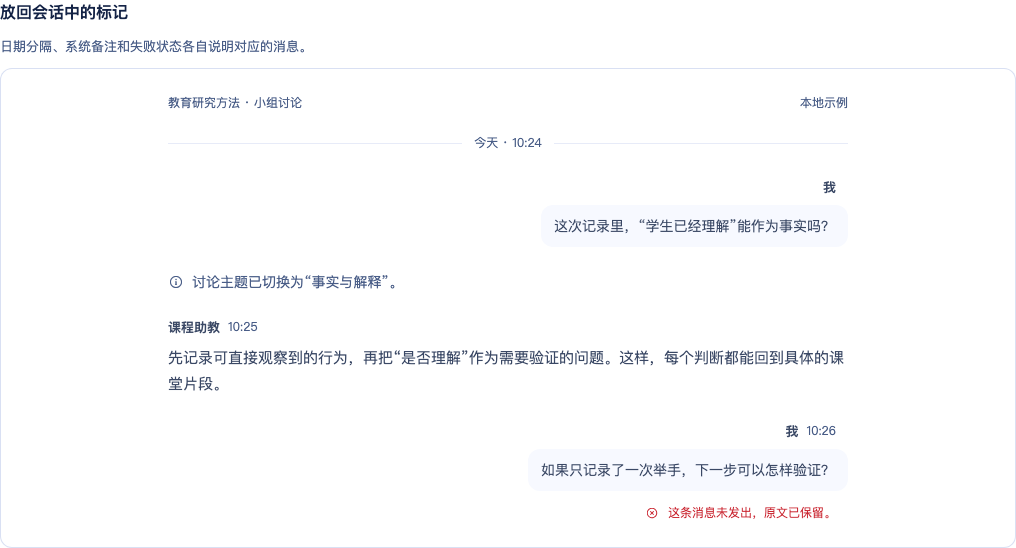 放回会话中的标记
日期分隔、系统备注和失败状态各自说明对应的消息。
教育研究方法 · 小组讨论
本地示例
今天 · 10:24
我
这次记录里，“学生已经理解”能作为事实吗？
讨论主题已切换为“事实与解释”。
课程助教 10:25
先记录可直接观察到的行为，再把“是否理解”作为需要验证的问题。这样，每个判断都能回到具体的课
堂片段。
我 10:26
如果只记录了一次举手，下一步可以怎样验证？
这条消息未发出，原文已保留。